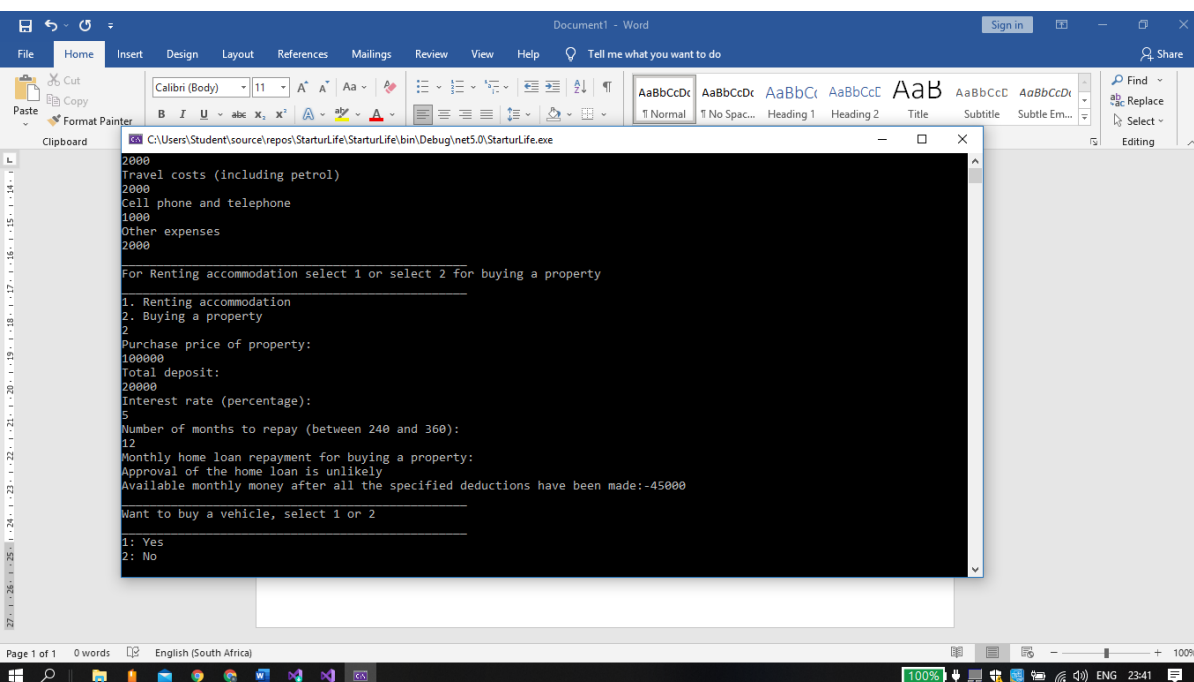 Document1 - Word
Sign in
File Home Insert Design Layout References Mailings Review View Help Tell me what you want to do Share
Cut
Copy
Format Painter
Paste
Clipboard
Calibri (Body) 11 A A Aa
B I U abc X₂ X² A A
AaBbCcDc AaBbCcDc AaBbCc AaBbCcE AaB AaBbCcD AaBbCcDc
¶ Normal ¶ No Spac... Heading 1 Heading 2 Title Subtitle Subtle Em...
Find
Replace
Select
Editing
C:\Users\Student\source\repos\StarturLife\StarturLife\bin\Debug\net5.0\StarturLife.exe
2000
Travel costs (including petrol)
2000
Cell phone and telephone
1000
Other expenses
2000
For Renting accommodation select 1 or select 2 for buying a property
1. Renting accommodation
2. Buying a property
2
Purchase price of property:
100000
Total deposit:
20000
Interest rate (percentage):
5
Number of months to repay (between 240 and 360):
12
Monthly home loan repayment for buying a property:
Approval of the home loan is unlikely
Available monthly money after all the specified deductions have been made:-45000
Want to buy a vehicle, select 1 or 2
1: Yes
2: No
Page 1 of 1 0 words English (South Africa) 100%
100% ENG 23:41